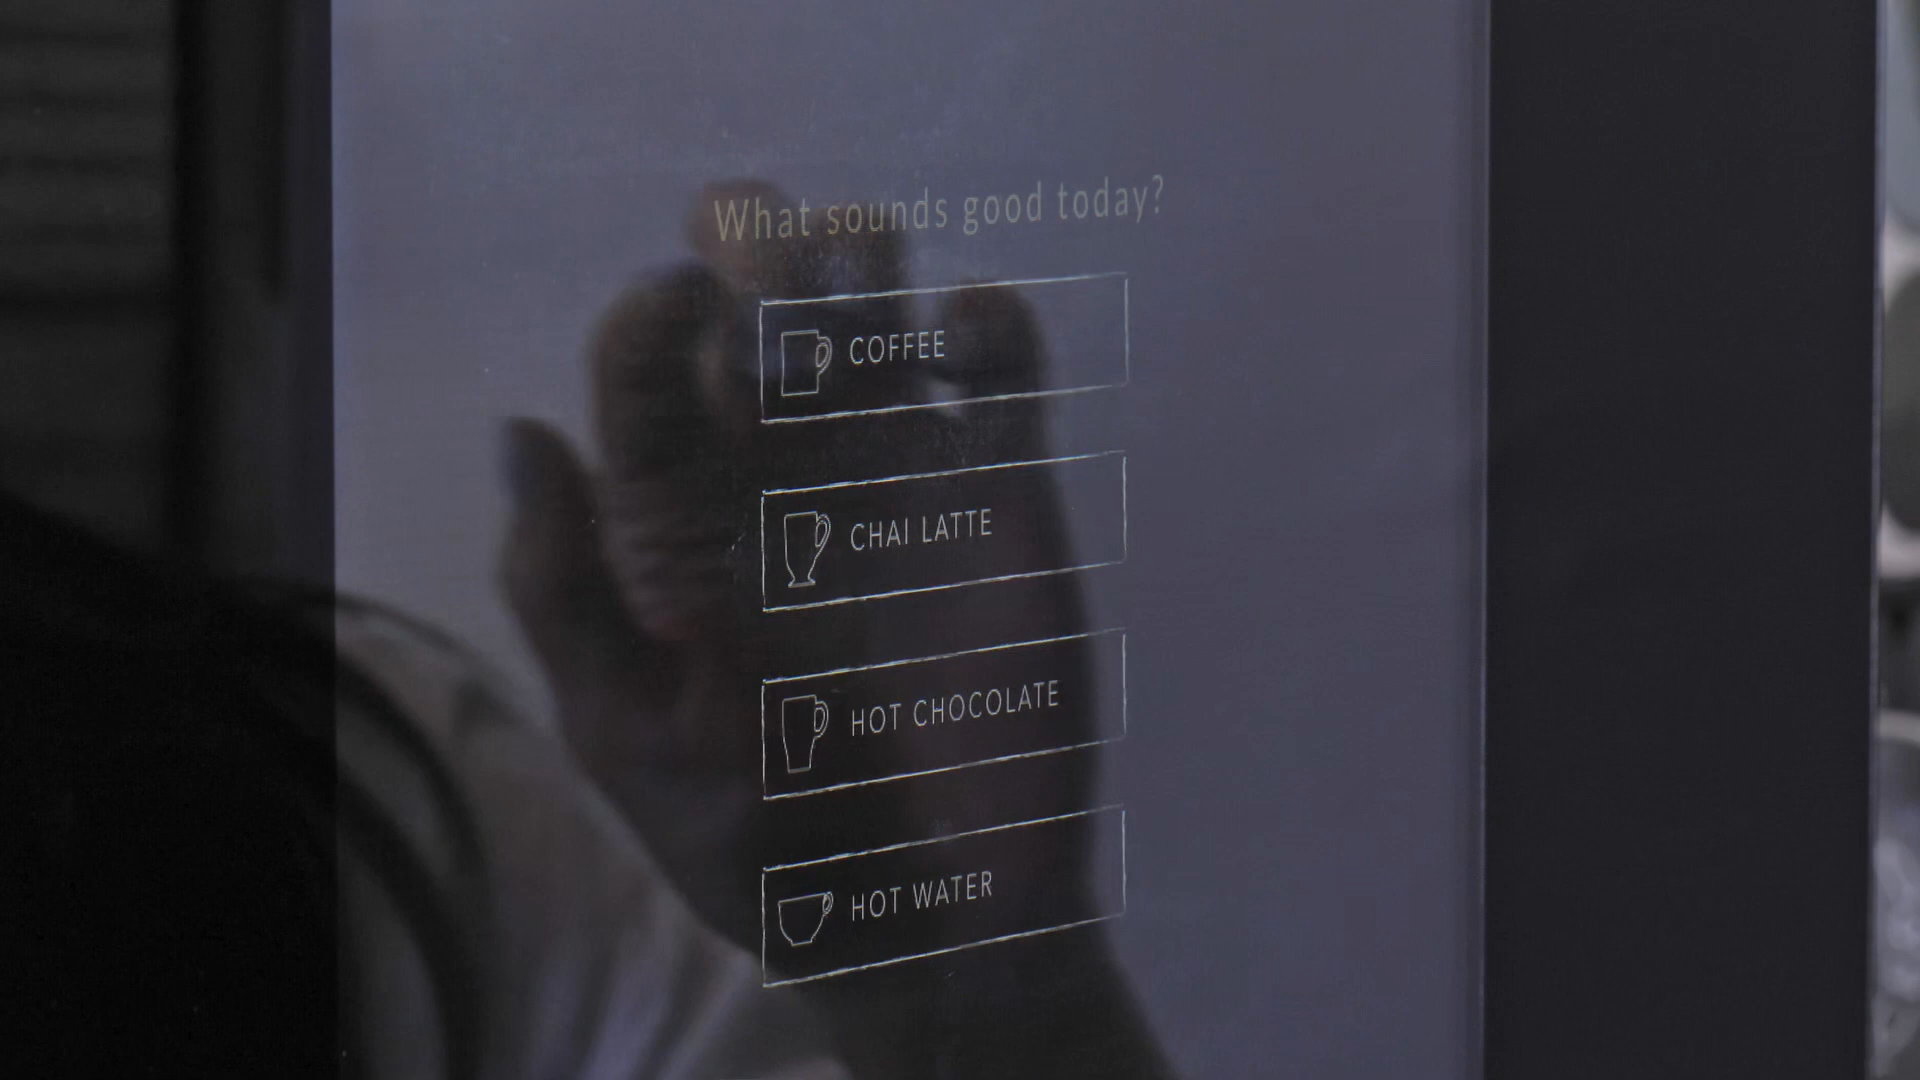 What sounds good today?
COFFEE
CHAI LATTE
HOT CHOCOLATE
HOT WATER